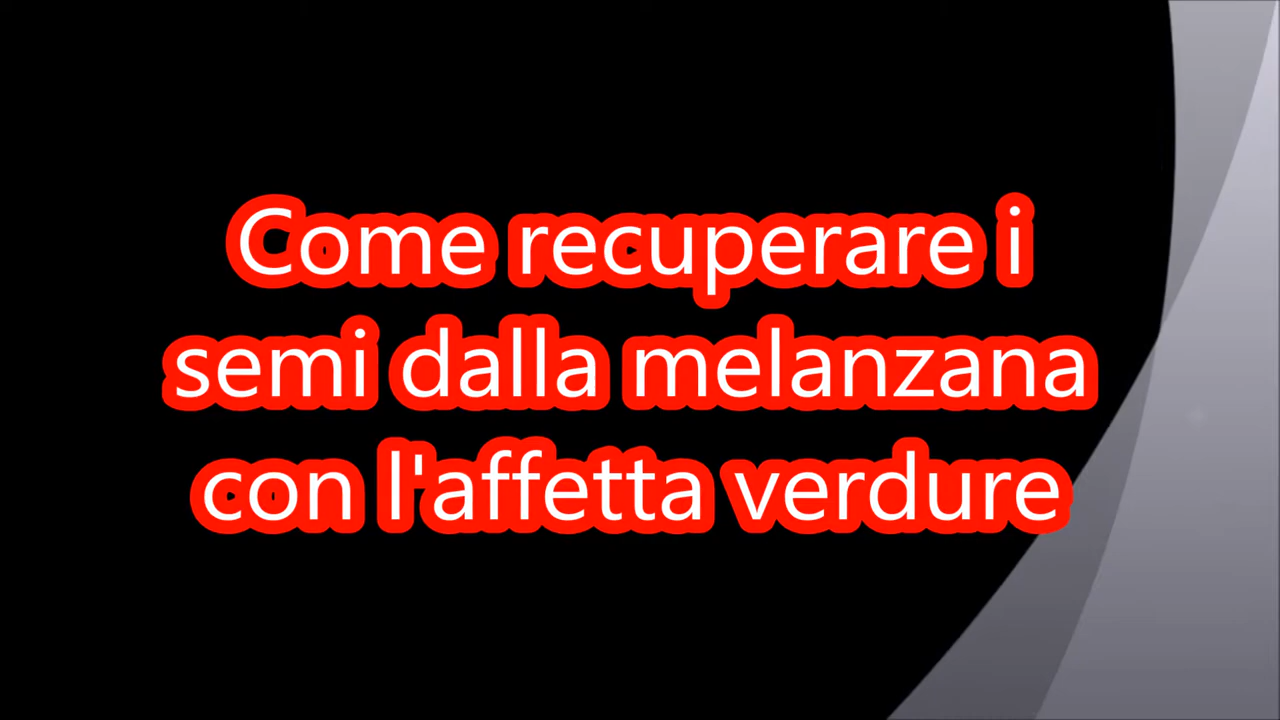 Come recuperare i
semi dalla melanzana
con l'affetta verdure